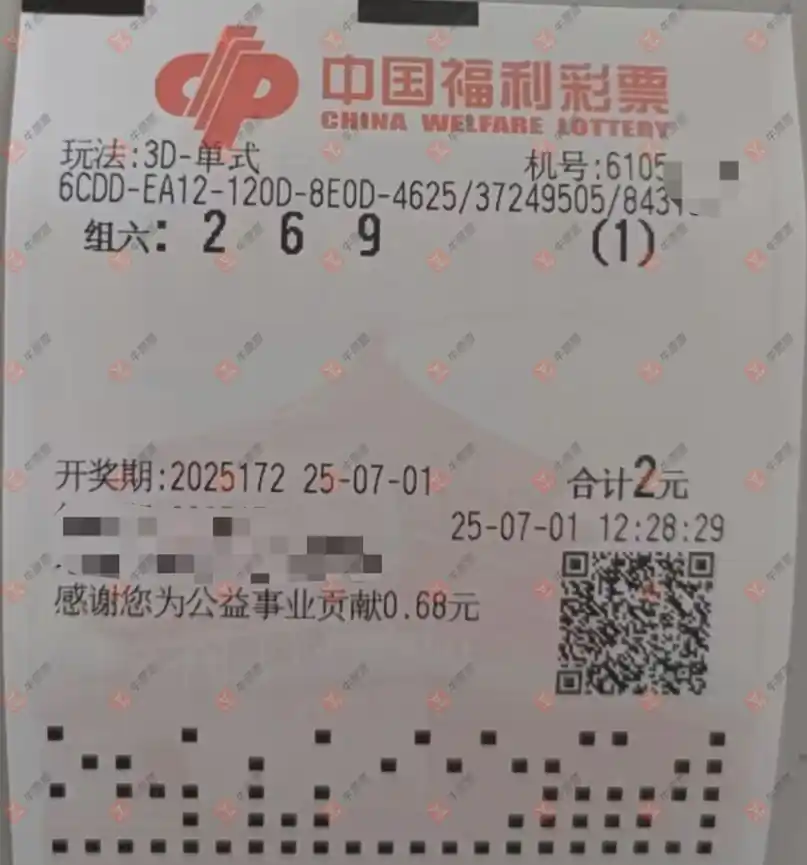 中国福利彩票
CHINA WELFARE LOTTERY
玩法:3D-单式 机号:6105
6CDD-EA12-120D-8E0D-4625/37249505/843
组六: 2 6 9 (1)
开奖期:2025172 25-07-01 合计2元
25-07-01 12:28:29
感谢您为公益事业贡献0.68元